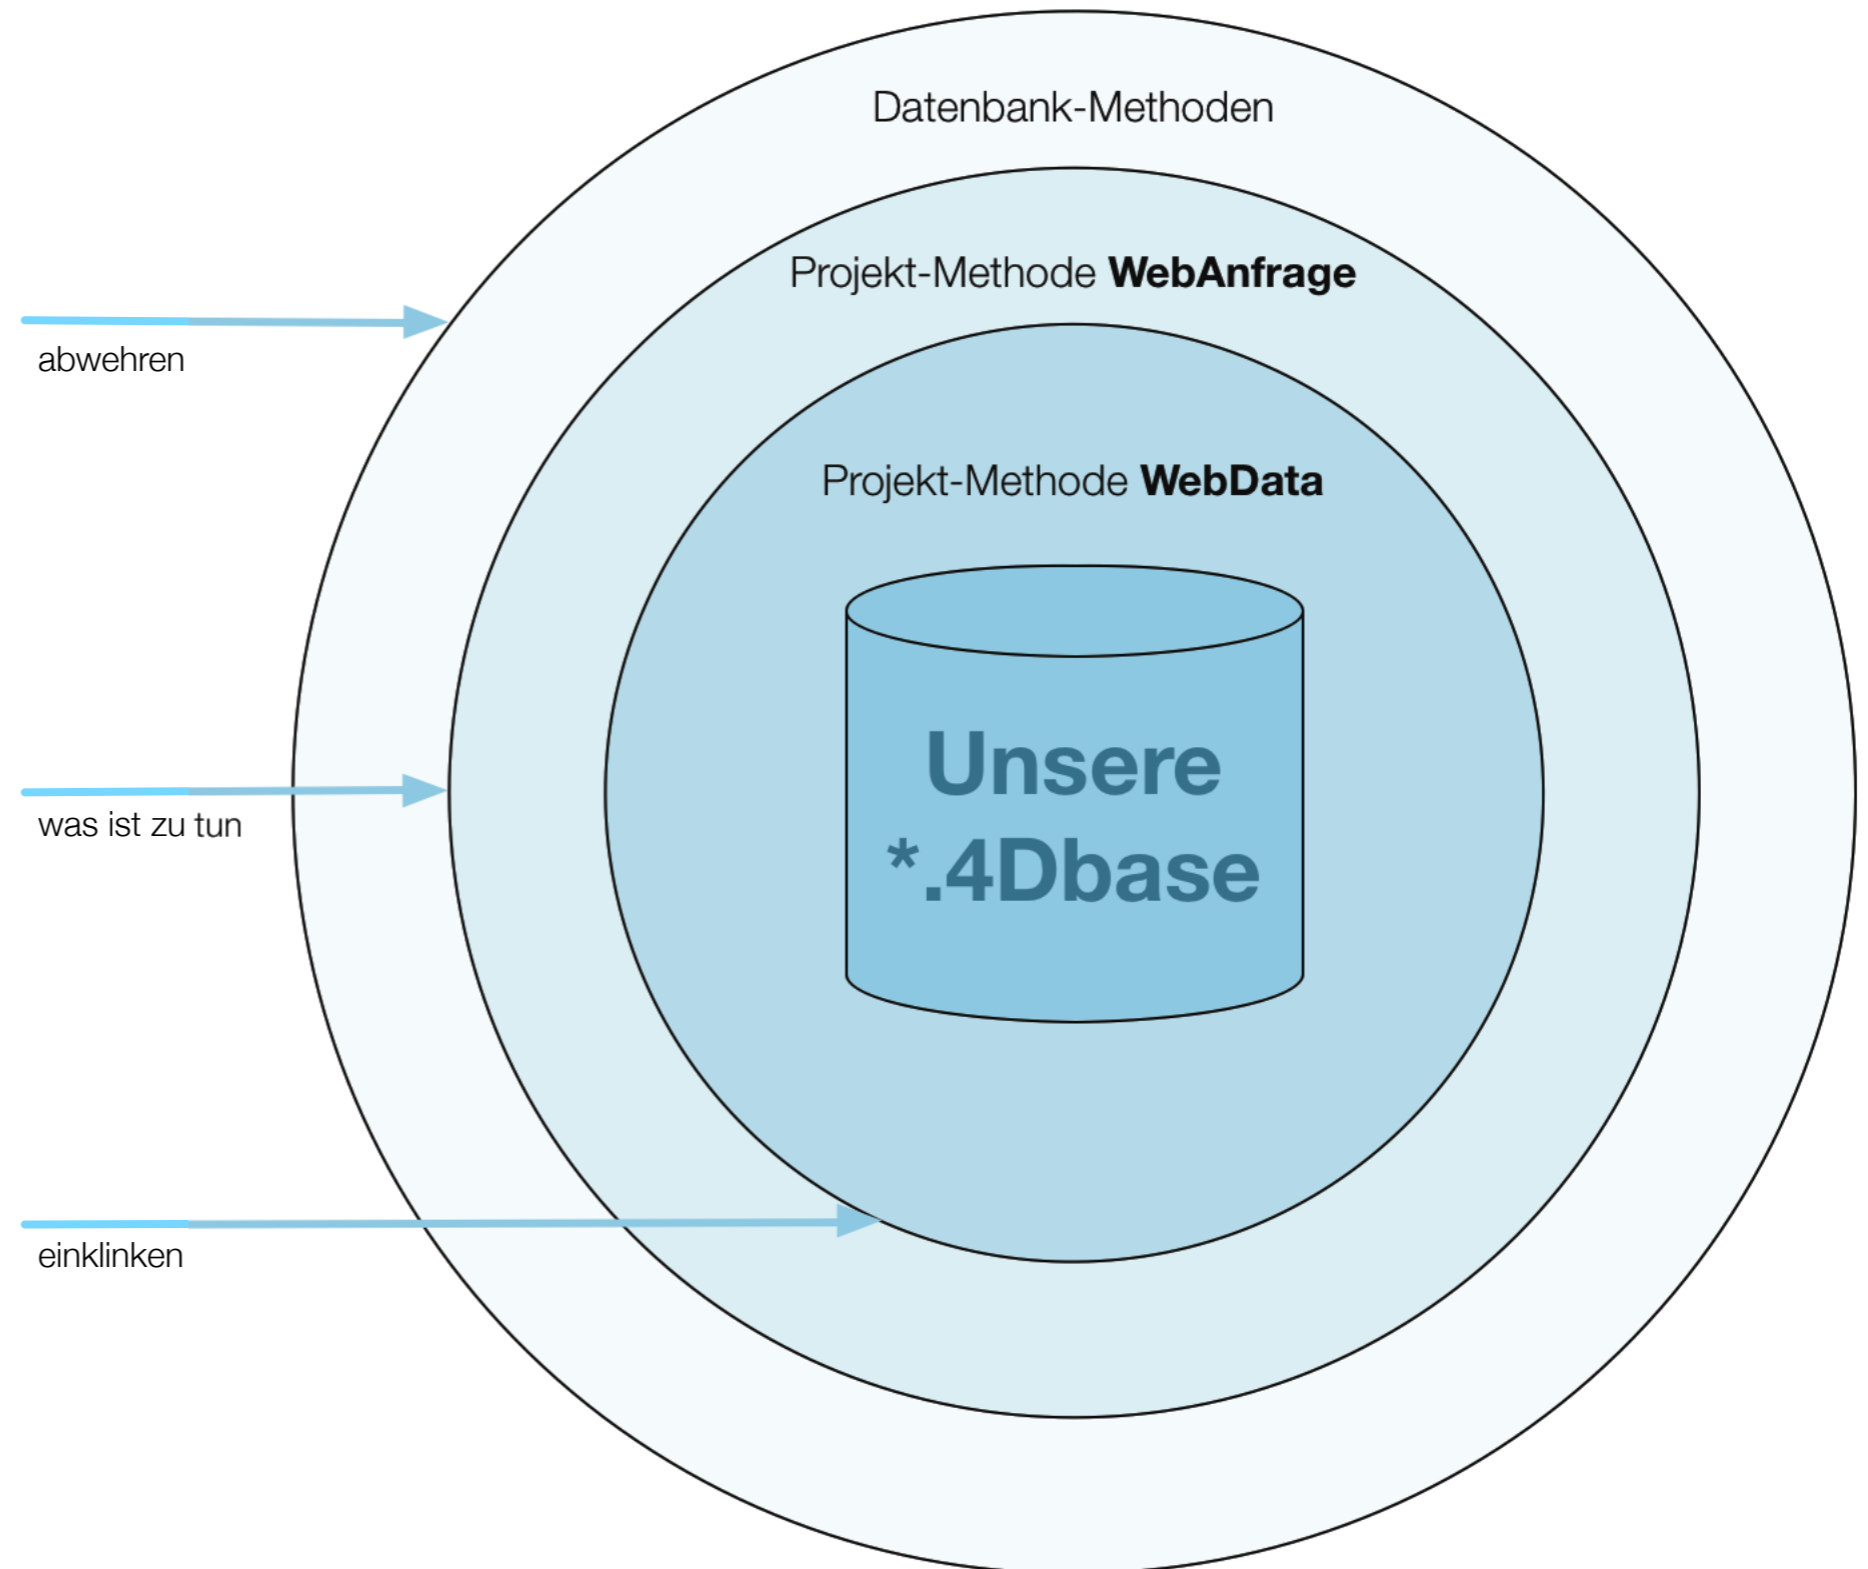 Datenbank-Methoden
Projekt-Methode WebAnfrage
abwehren
Projekt-Methode WebData
Unsere
*.4Dbase
was ist zu tun
einklinken